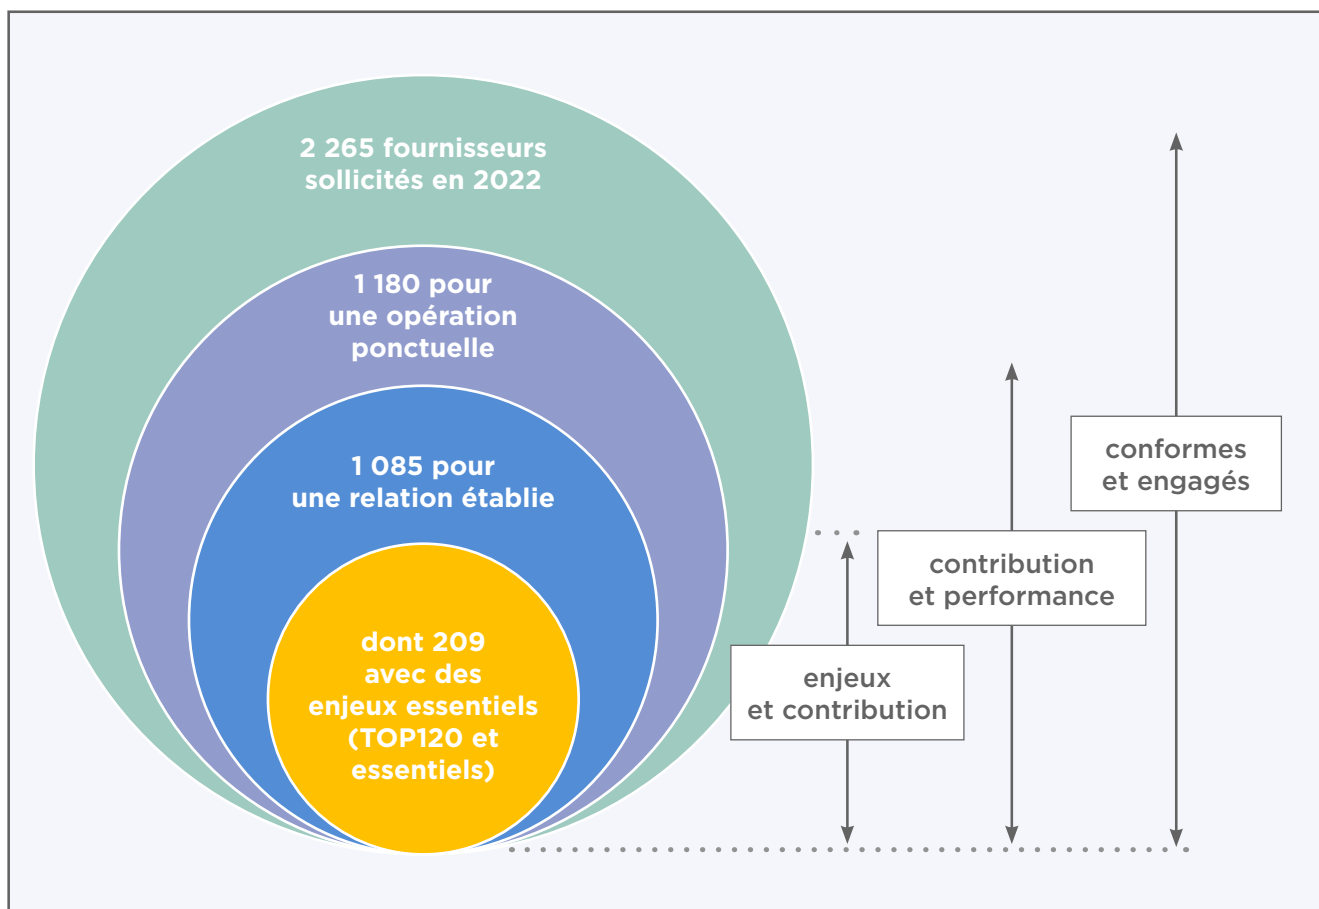 2 265 fournisseurs
sollicités en 2022
1 180 pour
une opération
ponctuelle
1 085 pour
une relation établie
dont 209
avec des
enjeux essentiels
(TOP120 et
essentiels)
conformes
et engagés
contribution
et performance
enjeux
et contribution